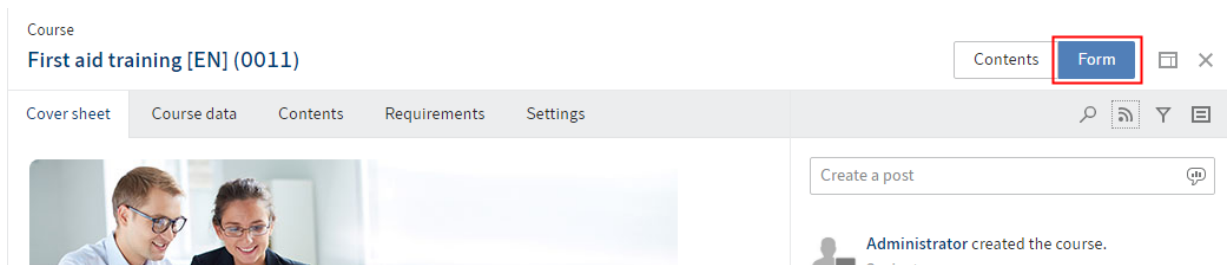 Course
First aid training [EN] (0011)
Contents
Form
Cover sheet
Course data
Contents
Requirements
Settings
Create a post
Administrator created the course.